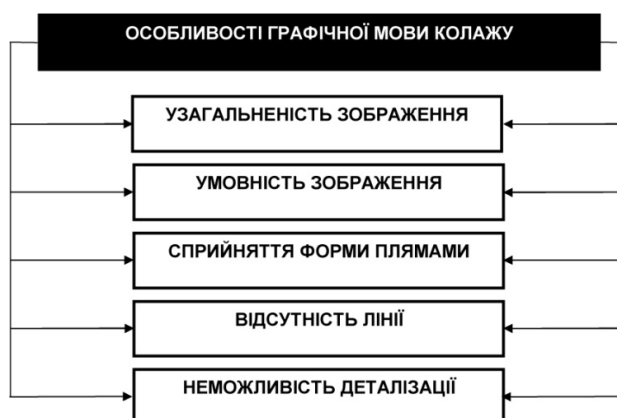 ОСОБЛИВОСТІ ГРАФІЧНОЇ МОВИ КОЛАЖУ
УЗАГАЛЬНЕНІСТЬ ЗОБРАЖЕННЯ
УМОВНІСТЬ ЗОБРАЖЕННЯ
СПРИЙНЯТТЯ ФОРМИ ПЛЯМАМИ
ВІДСУТНІСТЬ ЛІНІЇ
НЕМОЖЛИВІСТЬ ДЕТАЛІЗАЦІЇ